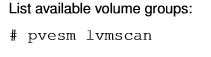 List available volume groups:
# pvesm lvmscan